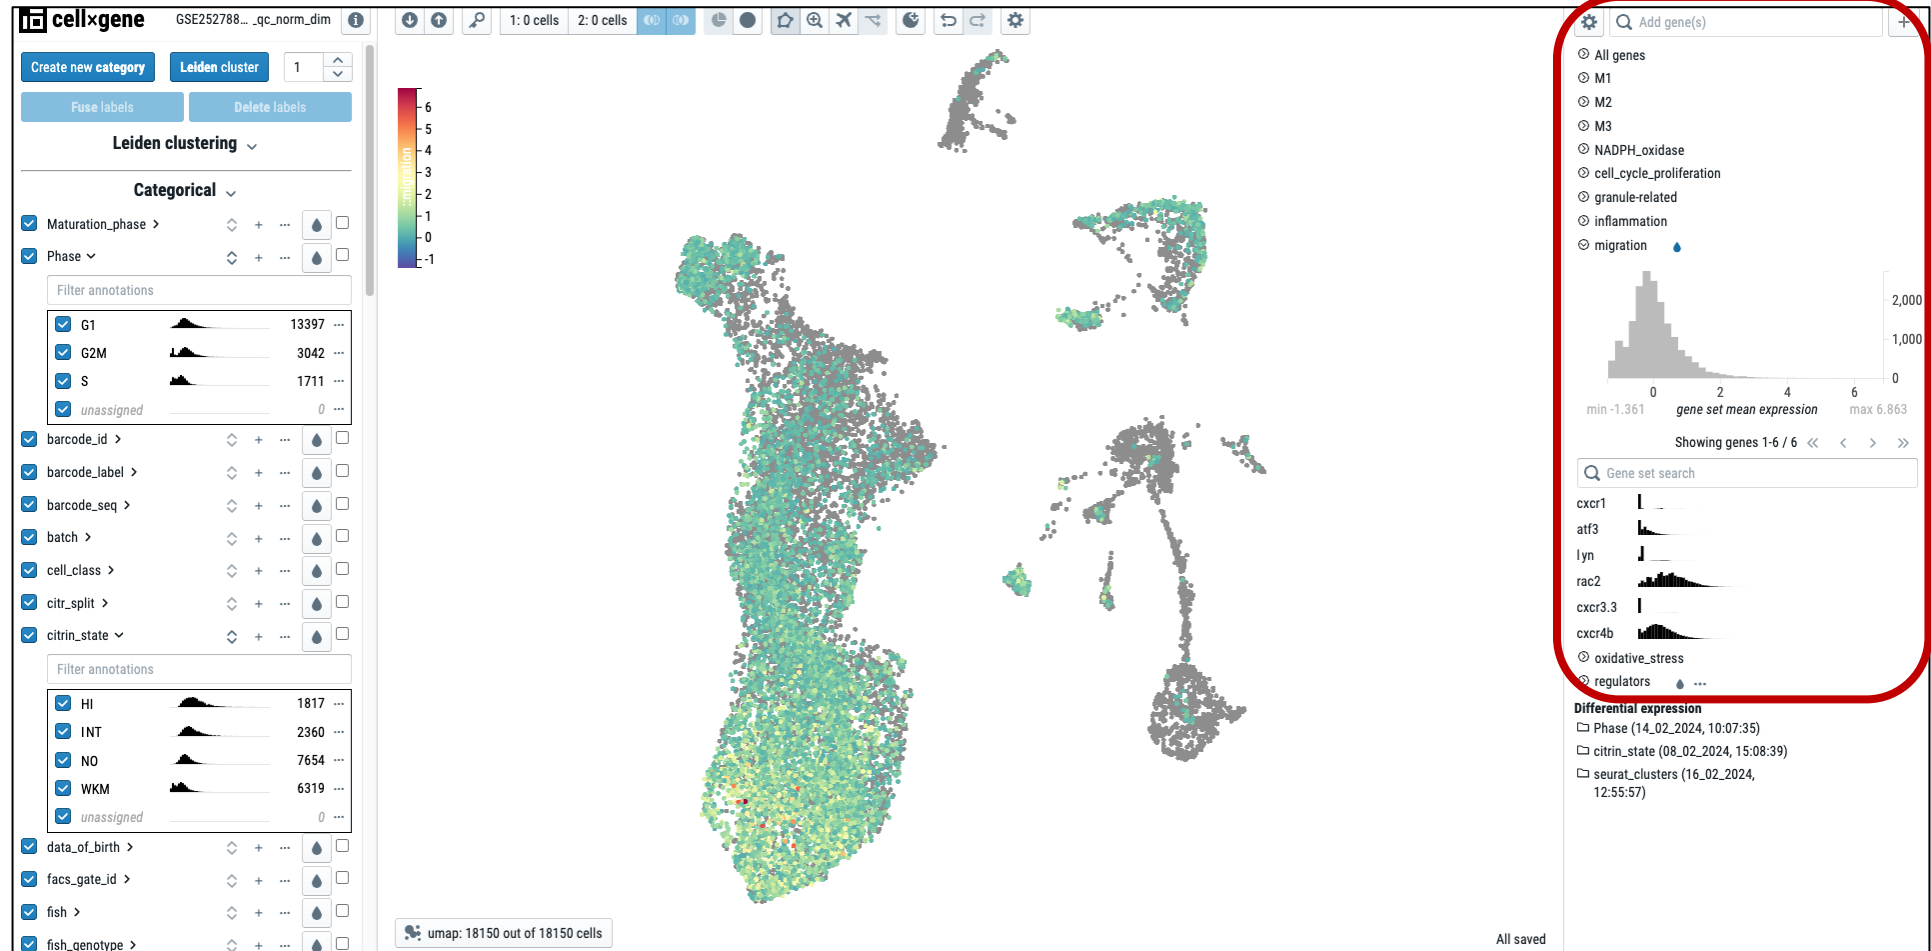 cell×gene
GSE252788... _qc_norm_dim
1: 0 cells
2: 0 cells
Add gene(s)
Create new category
Leiden cluster
1
Fuse labels
Delete labels
Leiden clustering
Categorical
Maturation_phase
Phase
Filter annotations
G1 13397
G2M 3042
S 1711
unassigned 0
barcode_id
barcode_label
barcode_seq
batch
cell_class
citr_split
citrin_state
Filter annotations
HI 1817
INT 2360
NO 7654
WKM 6319
unassigned 0
data_of_birth
facs_gate_id
fish
fish_genotype
::migration
6
5
4
3
2
1
0
-1
umap: 18150 out of 18150 cells
All saved
All genes
M1
M2
M3
NADPH_oxidase
cell_cycle_proliferation
granule-related
inflammation
migration
2,000
1,000
0
0 2 4 6
min -1.361 gene set mean expression max 6.863
Showing genes 1-6 / 6
Gene set search
cxcr1
atf3
lyn
rac2
cxcr3.3
cxcr4b
oxidative_stress
regulators
Differential expression
Phase (14_02_2024, 10:07:35)
citrin_state (08_02_2024, 15:08:39)
seurat_clusters (16_02_2024,
12:55:57)